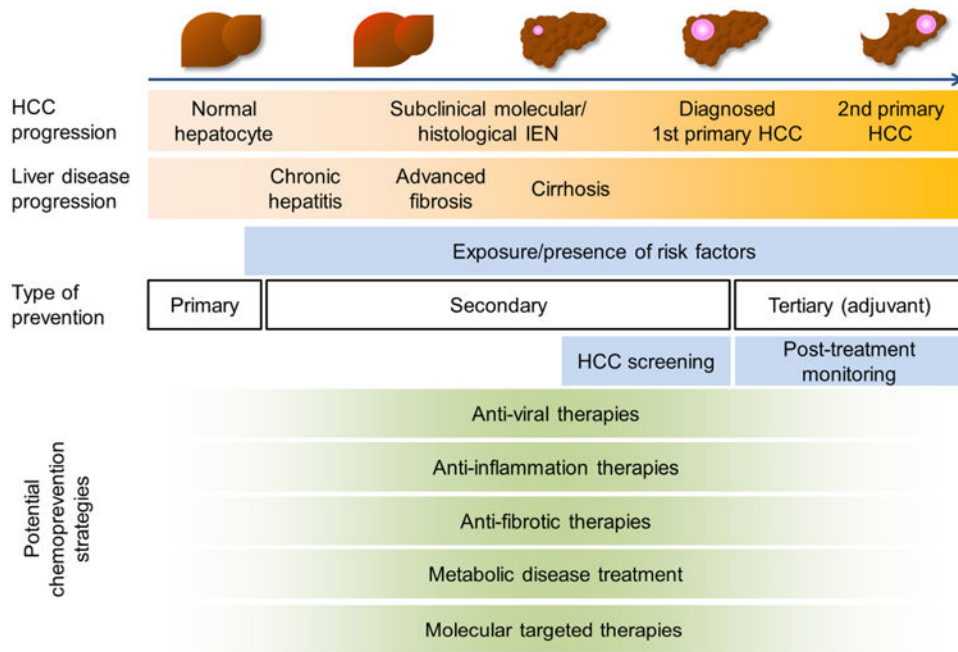 HCC
progression
Normal
hepatocyte
Subclinical molecular/
histological IEN
Diagnosed
1st primary HCC
2nd primary
HCC
Liver disease
progression
Chronic
hepatitis
Advanced
fibrosis
Cirrhosis
Exposure/presence of risk factors
Type of
prevention
Primary
Secondary
Tertiary (adjuvant)
HCC screening
Post-treatment
monitoring
Potential
chemoprevention
strategies
Anti-viral therapies
Anti-inflammation therapies
Anti-fibrotic therapies
Metabolic disease treatment
Molecular targeted therapies